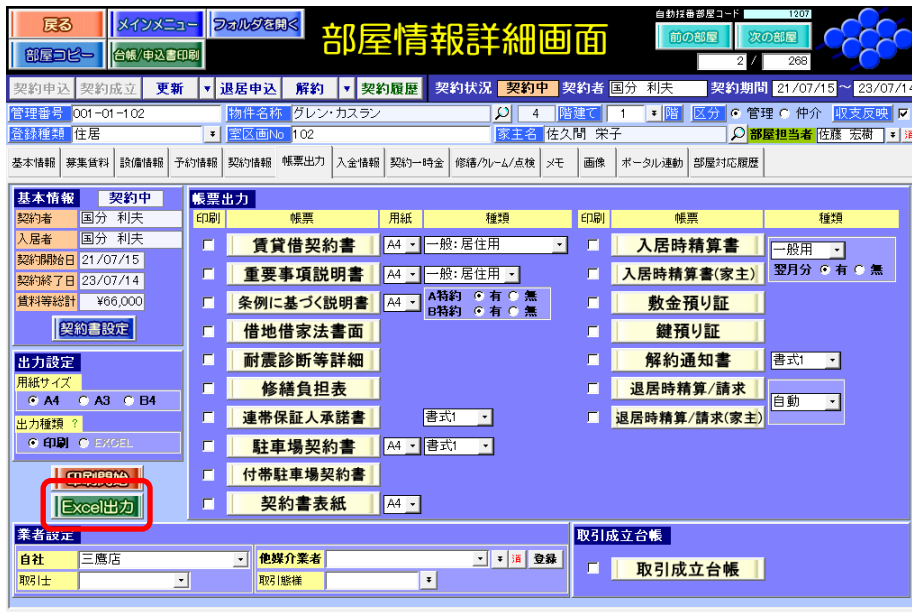 戻る メインメニュー フォルダを開く 部屋情報詳細画面 自動採番部屋コード 1207
前の部屋 次の部屋
部屋コピー 台帳/申込書印刷 2 / 268
契約申込 契約成立 更新 ▼ 退居申込 解約 ▼ 契約履歴 契約状況 契約中 契約者 国分 利夫 契約期間 21/07/15 ～ 23/07/14
管理番号 001-01-102 物件名称 グレン・カスラン 4 階建て 1 階 区分 管理 仲介 収支反映
登録種類 住居 室区画No 102 家主名 佐久間 栄子 部屋担当者 佐藤 宏樹
基本情報 募集賃料 設備情報 予約情報 契約情報 帳票出力 入金情報 契約一時金 修繕/クレーム/点検 メモ 画像 ポータル連動 部屋対応履歴
基本情報 契約中
契約者 国分 利夫
入居者 国分 利夫
契約開始日 21/07/15
契約終了日 23/07/14
賃料等総計 ¥66,000
契約書設定
出力設定
用紙サイズ
A4 A3 B4
出力種類 ?
印刷 EXCEL
印刷開始
Excel出力
帳票出力
印刷 帳票 用紙 種類 印刷 帳票 種類
賃貸借契約書 A4 一般：居住用
重要事項説明書 A4 一般：居住用
条例に基づく説明書 A4 A特約 有 無
B特約 有 無
借地借家法書面
耐震診断等詳細
修繕負担表
連帯保証人承諾書 書式1
駐車場契約書 A4 書式1
付帯駐車場契約書
契約書表紙 A4
入居時精算書 一般用
入居時精算書(家主) 翌月分 有 無
敷金預り証
鍵預り証
解約通知書 書式1
退居時精算/請求 自動
退居時精算/請求(家主)
業者設定
自社 三鷹店 他媒介業者 消 登録
取引士 取引態様
取引成立台帳
取引成立台帳